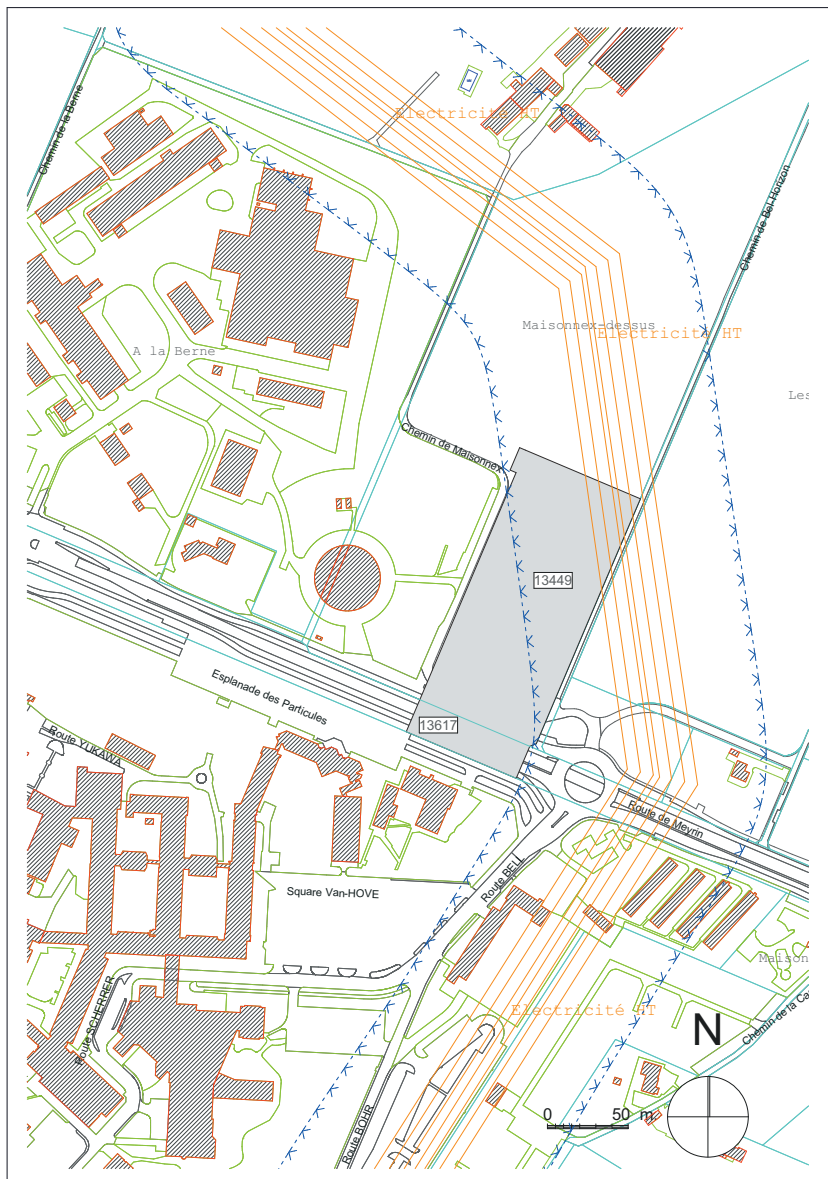 Chemin de la Berne
Electricité HT
Chemin de Bel Horizon
Maisonnex-dessus
Electricité HT
A la Berne
Les
Chemin de Maisonnex
13449
Esplanade des Particules
13617
Route YUKAWA
Route de Meyrin
Route BELL
Square Van-HOVE
Maison
Electricité HT
N
Route SCHERRER
Chemin de la Ca
0 50 m.
Route BOHR